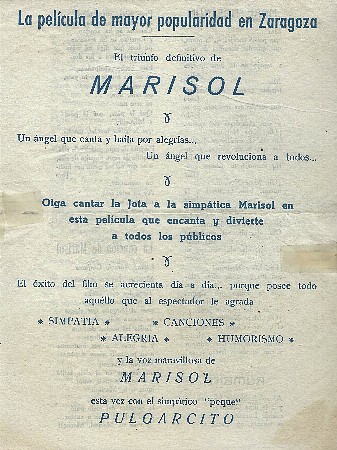 La película de mayor popularidad en Zaragoza
El triunfo definitivo de
MARISOL
Un ángel que canta y baila por alegrías...
Un ángel que revoluciona a todos...
Oiga cantar la Jota a la simpática Marisol en
esta película que encanta y divierte
a todos los públicos
El éxito del film se acrecienta día a día... porque posee todo
aquéllo que al espectador le agrada
* SIMPATIA * * CANCIONES *
* ALEGRIA * * HUMORISMO *
y la voz maravillosa de
MARISOL
esta vez con el simpático "peque"
PULGARCITO